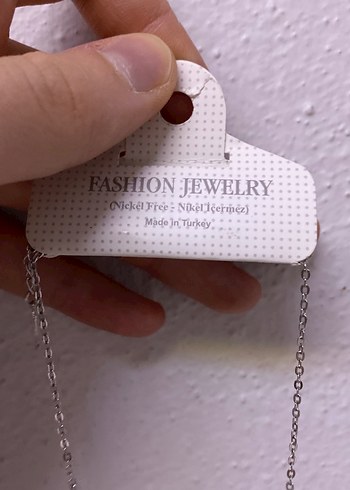 FASHION JEWELRY
(Nickel Free - Nikel İçermez)
Made in Turkey